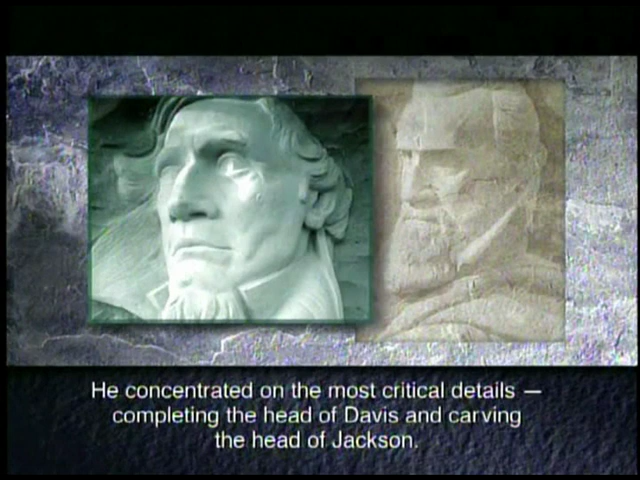 He concentrated on the most critical details —
completing the head of Davis and carving
the head of Jackson.